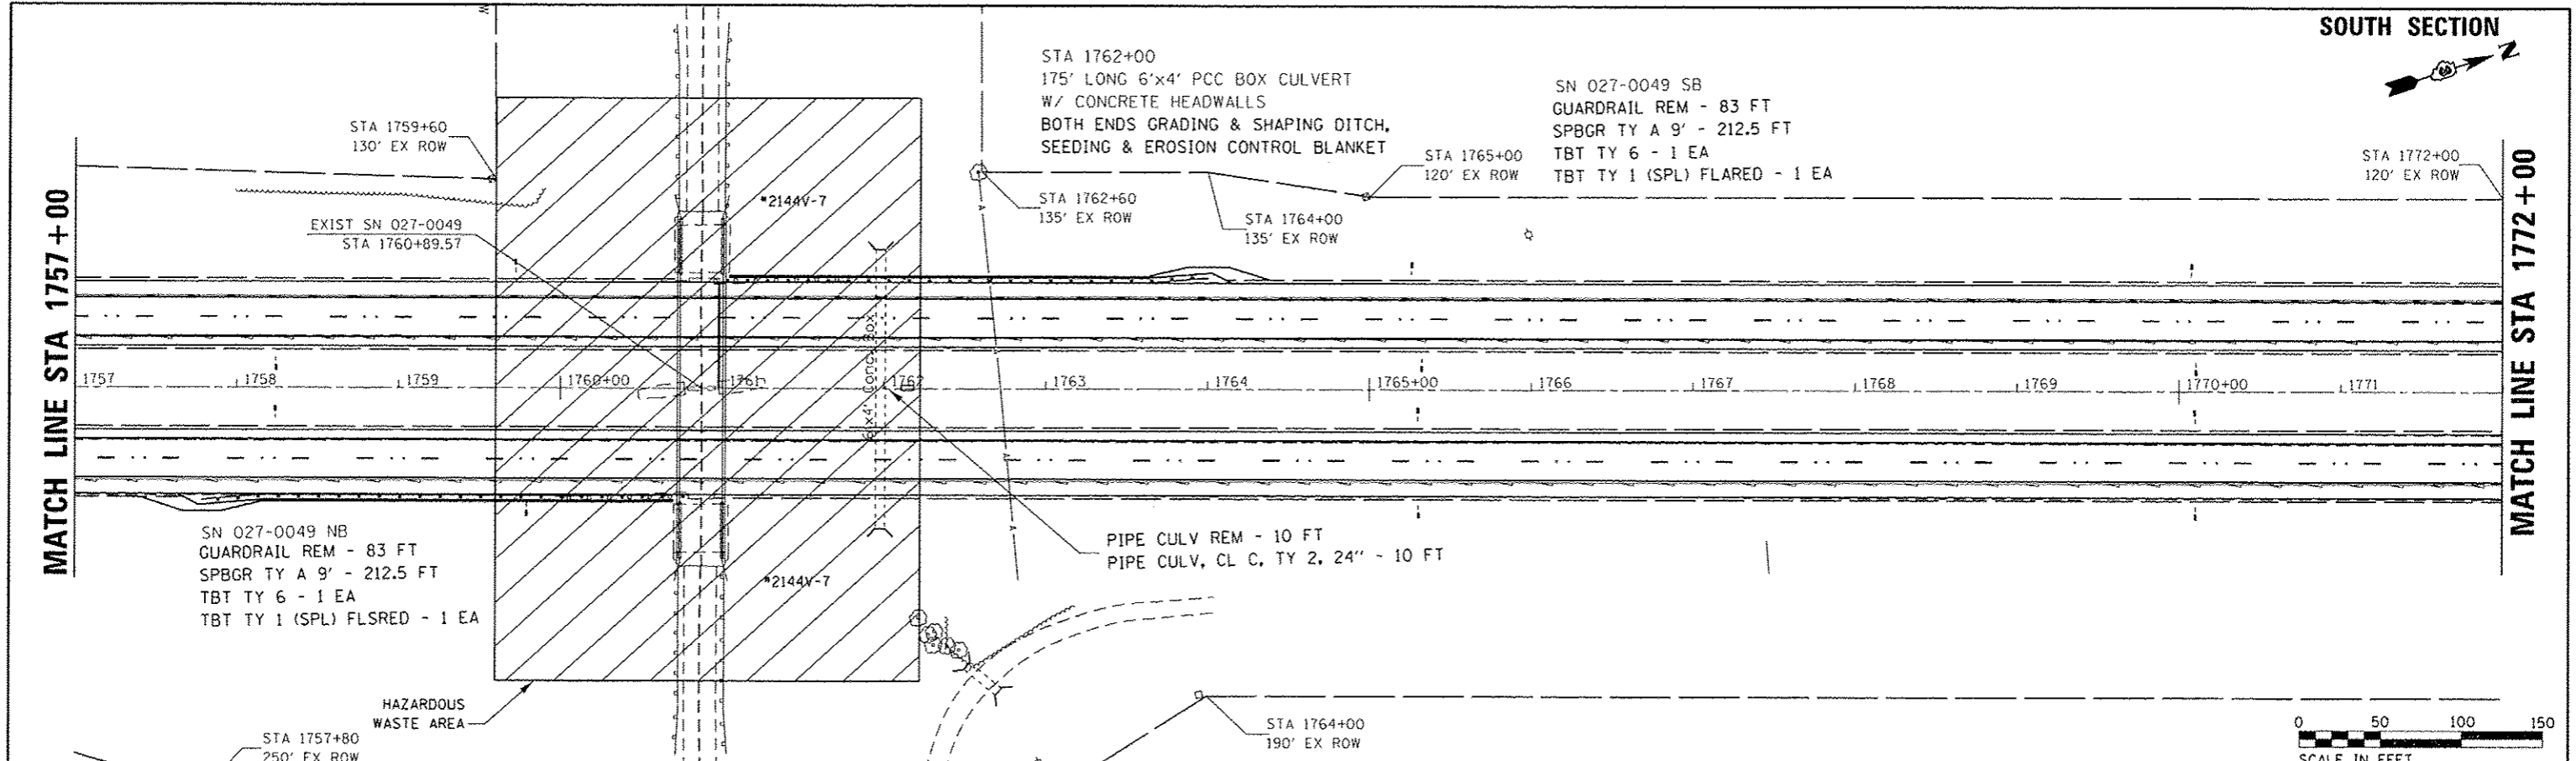 SOUTH SECTION
N
STA 1762+00
175' LONG 6'x4' PCC BOX CULVERT
W/ CONCRETE HEADWALLS
BOTH ENDS GRADING & SHAPING DITCH,
SEEDING & EROSION CONTROL BLANKET
SN 027-0049 SB
GUARDRAIL REM - 83 FT
SPBGR TY A 9' - 212.5 FT
TBT TY 6 - 1 EA
TBT TY 1 (SPL) FLARED - 1 EA
STA 1759+60
130' EX ROW
STA 1765+00
120' EX ROW
STA 1772+00
120' EX ROW
*2144V-7
STA 1762+60
135' EX ROW
STA 1764+00
135' EX ROW
EXIST SN 027-0049
STA 1760+89.57
MATCH LINE STA 1757+00
MATCH LINE STA 1772+00
6'x4' Conc Box
1757 1758 1759 1760+00 1761 1762 1763 1764 1765+00 1766 1767 1768 1769 1770+00 1771
A
A
A
SN 027-0049 NB
GUARDRAIL REM - 83 FT
SPBGR TY A 9' - 212.5 FT
TBT TY 6 - 1 EA
TBT TY 1 (SPL) FLSRED - 1 EA
PIPE CULV REM - 10 FT
PIPE CULV, CL C, TY 2, 24" - 10 FT
*2144V-7
HAZARDOUS
WASTE AREA
STA 1757+80
250' EX ROW
STA 1764+00
190' EX ROW
0 50 100 150
SCALE IN FEET